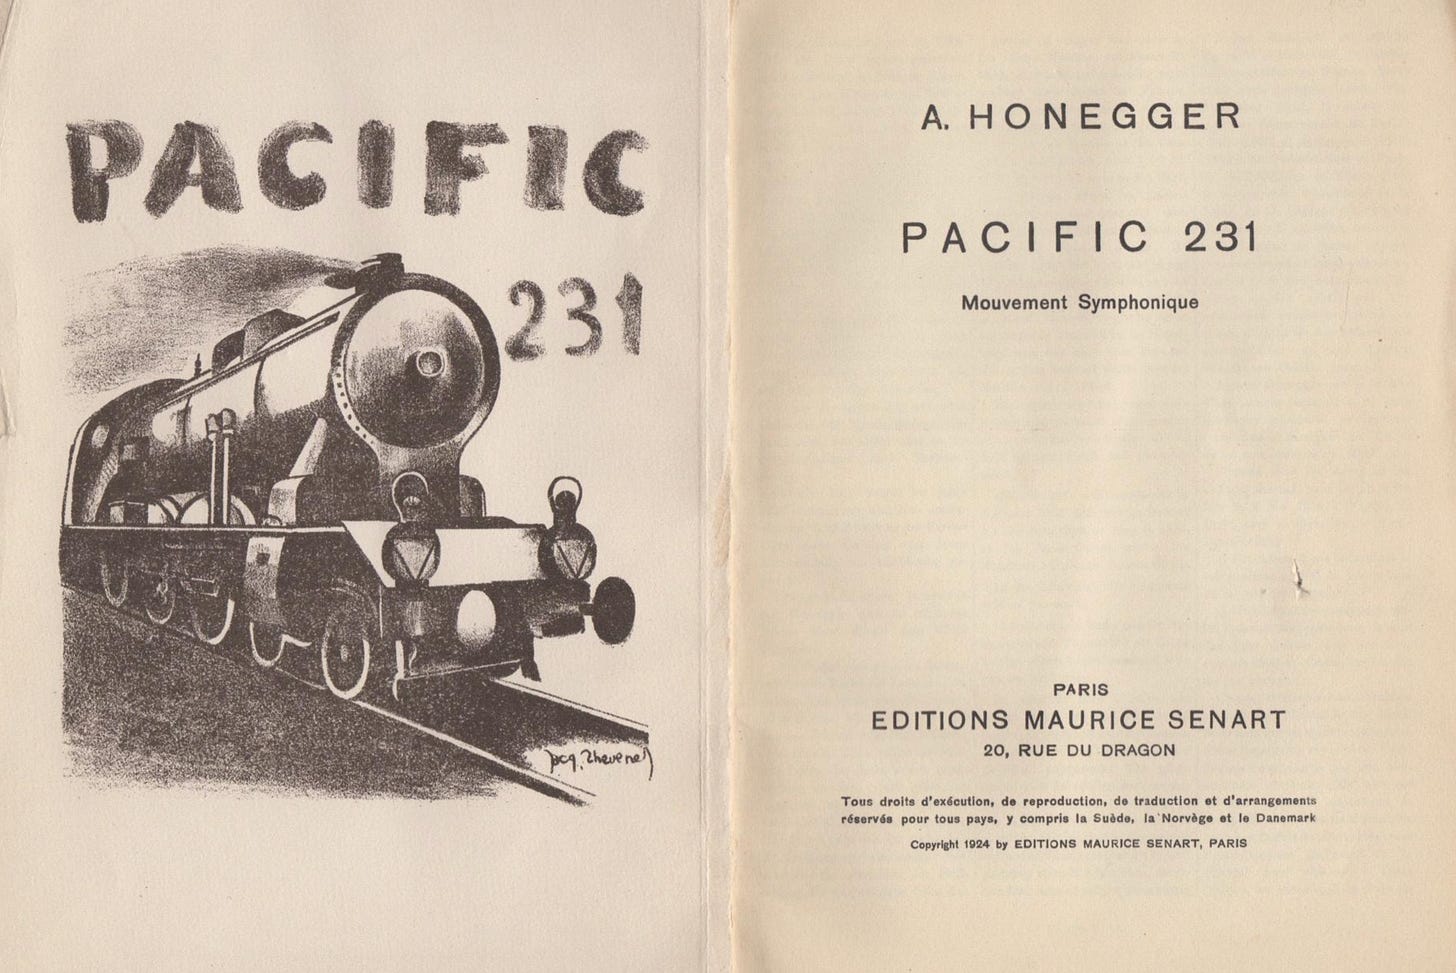 PACIFIC
231
Jacq. Thevenet
A. HONEGGER
PACIFIC 231
Mouvement Symphonique
PARIS
EDITIONS MAURICE SENART
20, RUE DU DRAGON
Tous droits d'exécution, de reproduction, de traduction et d'arrangements
réservés pour tous pays, y compris la Suède, la Norvège et le Danemark
Copyright 1924 by EDITIONS MAURICE SENART, PARIS